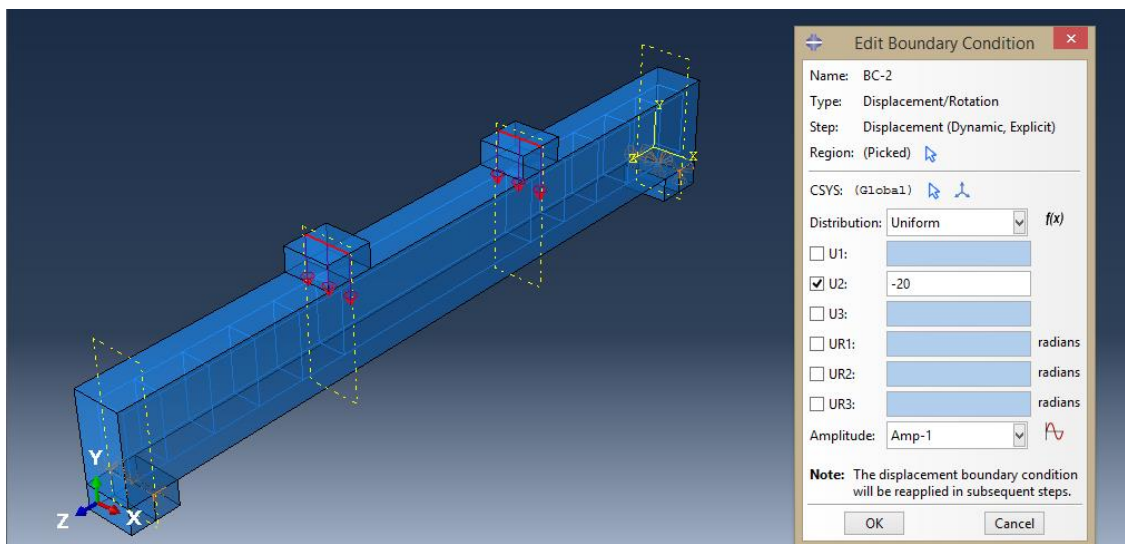 Edit Boundary Condition
Name: BC-2
Type: Displacement/Rotation
Step: Displacement (Dynamic, Explicit)
Region: (Picked)
CSYS: (Global)
Distribution: Uniform f(x)
U1:
U2: -20
U3:
UR1: radians
UR2: radians
UR3: radians
Amplitude: Amp-1
Note: The displacement boundary condition
will be reapplied in subsequent steps.
OK Cancel
Y
Z X
Y
Z X